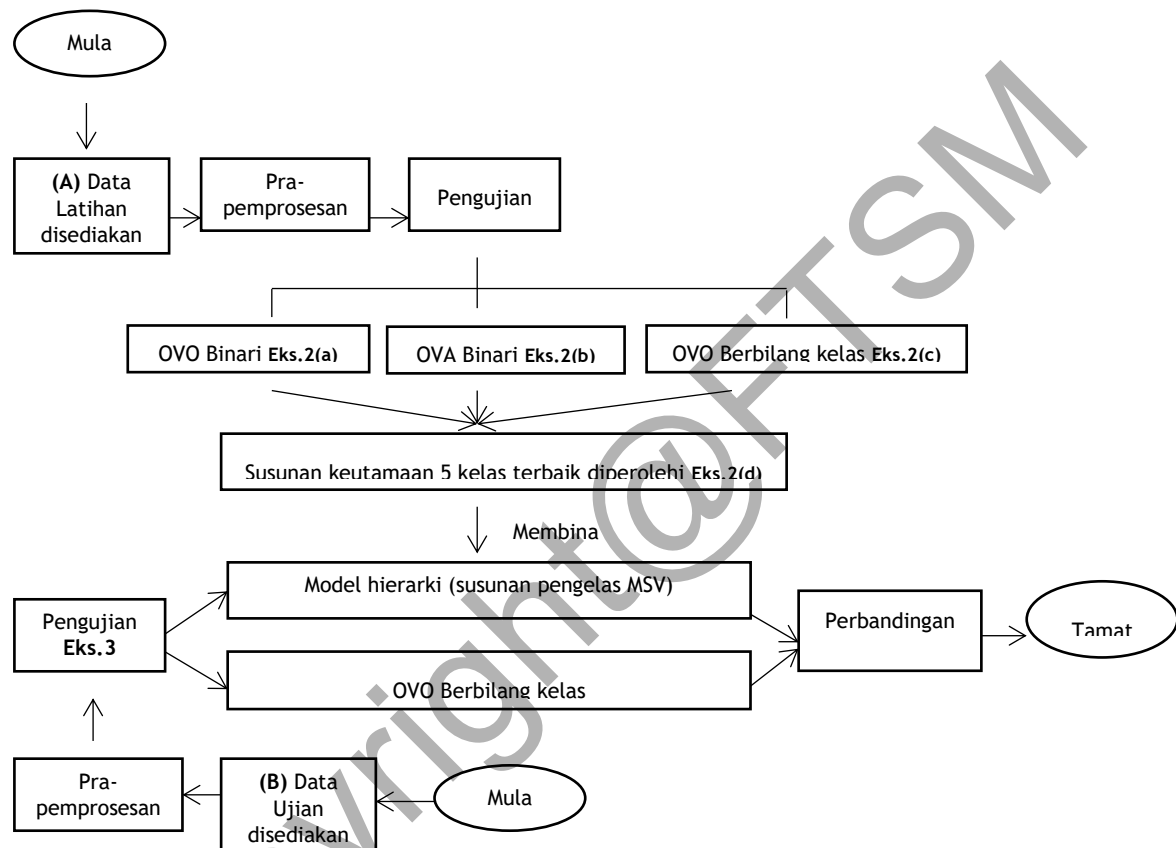 Mula
(A) Data
Latihan
disediakan
Pra-
pemprosesan
Pengujian
OVO Binari Eks.2(a)
OVA Binari Eks.2(b)
OVO Berbilang kelas Eks.2(c)
Susunan keutamaan 5 kelas terbaik diperolehi Eks.2(d)
Membina
Model hierarki (susunan pengelas MSV)
Pengujian
Eks.3
Perbandingan
Tamat
OVO Berbilang kelas
Pra-
pemprosesan
(B) Data
Ujian
disediakan
Mula
vright@FTSM